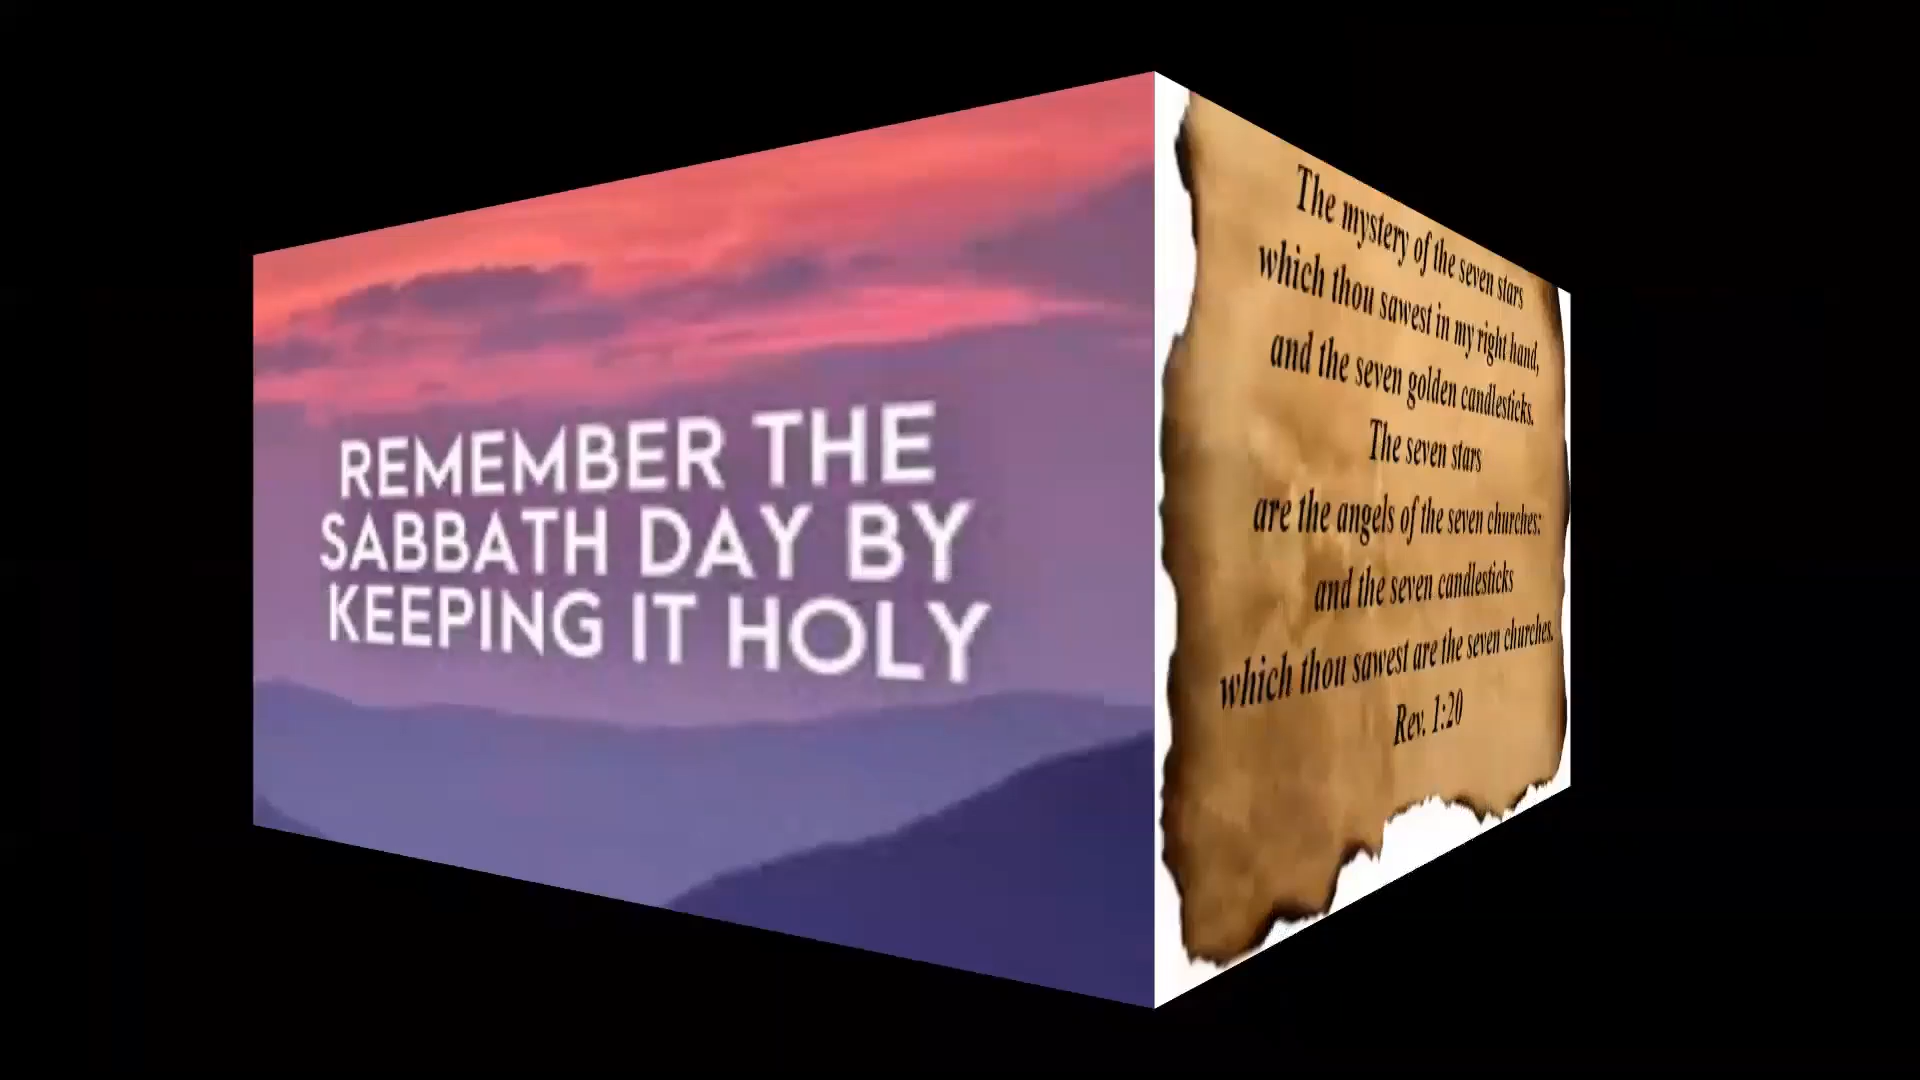 REMEMBER THE
SABBATH DAY BY
KEEPING IT HOLY
The mystery of the seven stars
which thou sawest in my right hand,
and the seven golden candlesticks.
The seven stars
are the angels of the seven churches:
and the seven candlesticks
which thou sawest are the seven churches.
Rev. 1:20